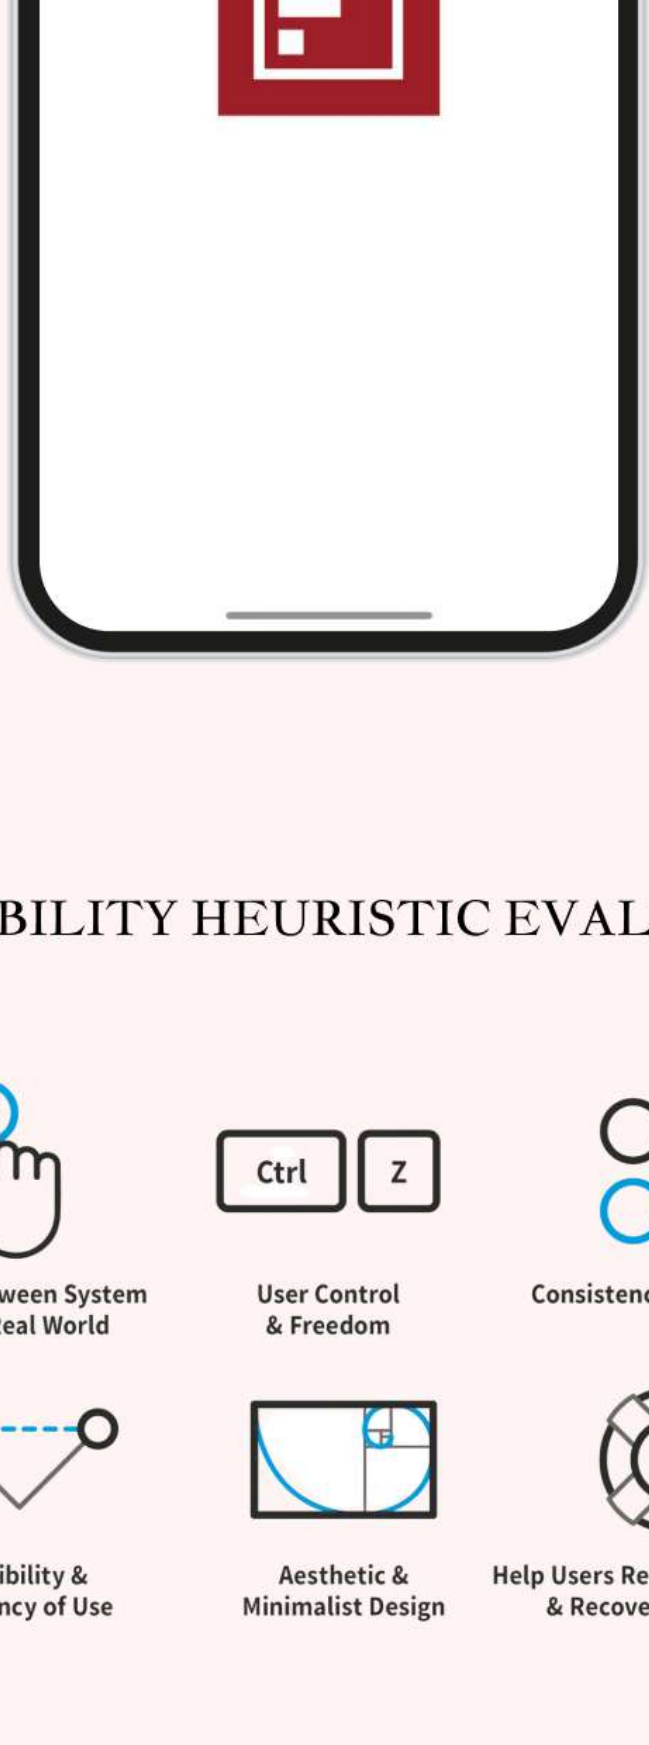 BILITY HEURISTIC EVAL
Ctrl Z
ween System
eal World
User Control
& Freedom
Consistenc
ibility &
ncy of Use
Aesthetic &
Minimalist Design
Help Users Re
& Recove